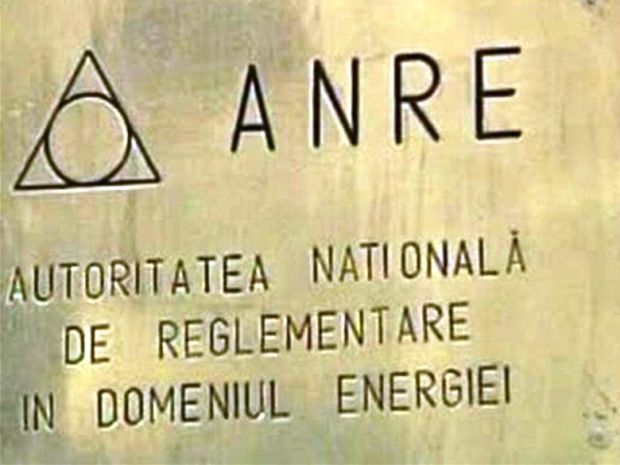 ANRE
AUTORITATEA NATIONALĂ
DE REGLEMENTARE
IN DOMENIUL ENERGIEI